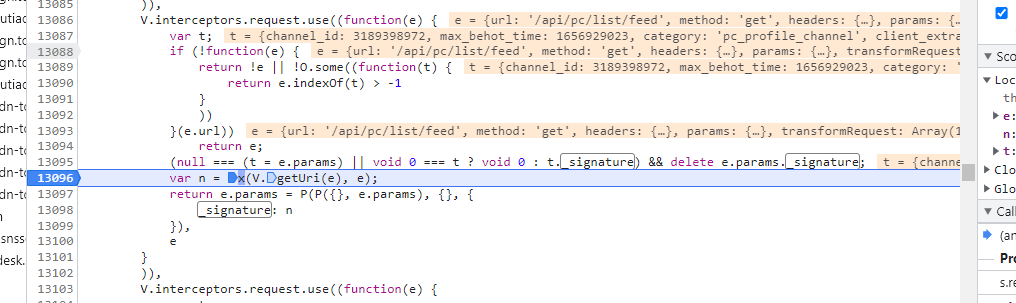 13085 )),
utiac 13086 V.interceptors.request.use((function(e) { e = {url: '/api/pc/list/feed', method: 'get', headers: {…}, params: {…
gn.to 13087 var t; t = {channel_id: 3189398972, max_behot_time: 1656929023, category: 'pc_profile_channel', client_extra
13088 if (!function(e) { e = {url: '/api/pc/list/feed', method: 'get', headers: {…}, params: {…}, transformRequest
gn.to 13089 return !e || !O.some((function(t) { t = {channel_id: 3189398972, max_behot_time: 1656929023, category: '
13090 return e.indexOf(t) > -1
utiac 13091 }
dn-to 13092 ))
13093 }(e.url)) e = {url: '/api/pc/list/feed', method: 'get', headers: {…}, params: {…}, transformRequest: Array(1
dn-to 13094 return e;
dn-to 13095 (null === (t = e.params) || void 0 === t ? void 0 : t._signature) && delete e.params._signature; t = {chann
13096 var n = x(V.getUri(e), e);
dn-to 13097 return e.params = P(P({}, e.params), {}, {
13098 _signature: n
13099 }),
13100 e
snss 13101 }
desk. 13102 )),
13103 V.interceptors.request.use((function(e) {
13104
Sco
Loc
th
e:
n:
t:
Clo
Glo
Call
(an
Pro
s.re